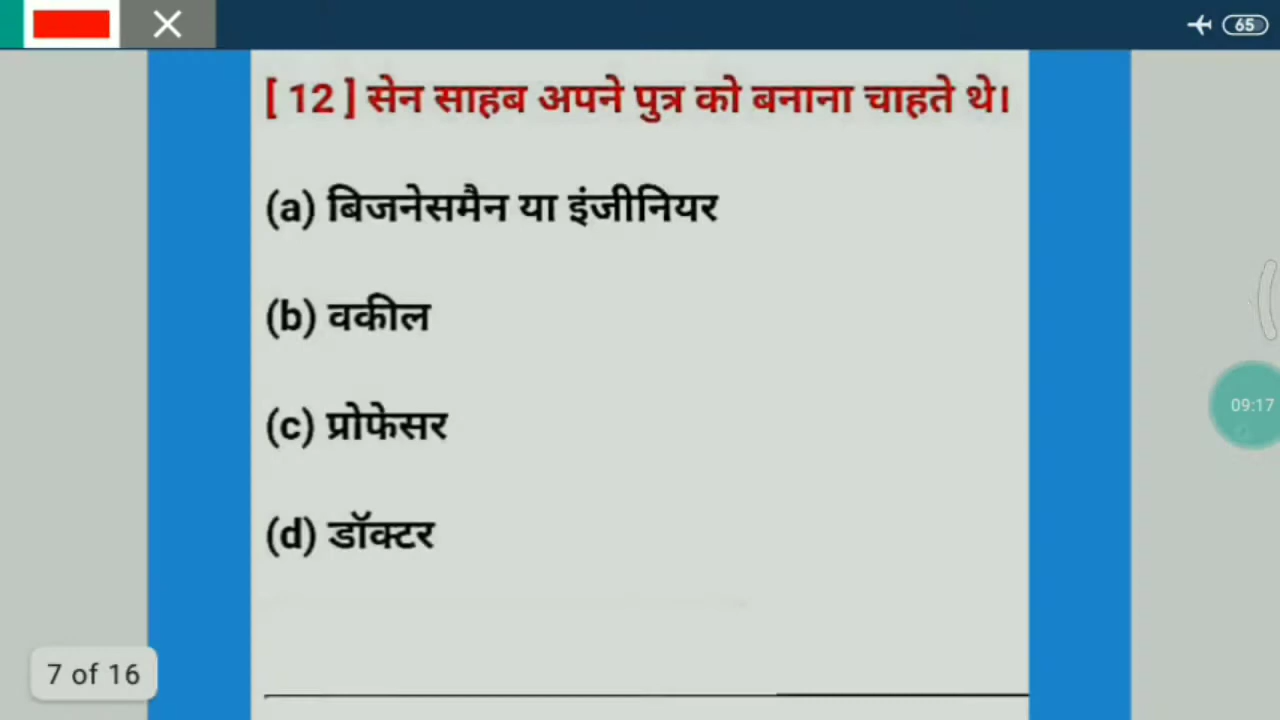 65
[ 12 ] सेन साहब अपने पुत्र को बनाना चाहते थे।
(a) बिजनेसमैन या इंजीनियर
(b) वकील
(c) प्रोफेसर
09:17
(d) डॉक्टर
7 of 16